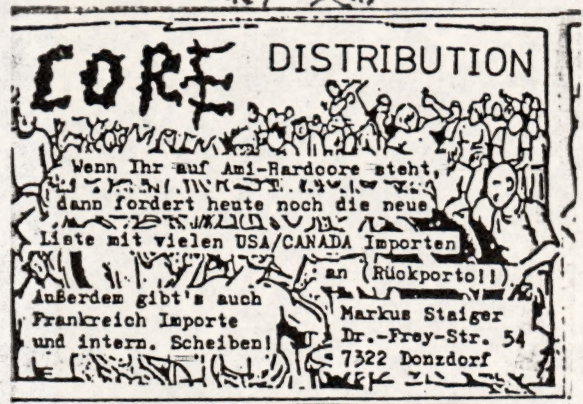 CORE DISTRIBUTION
Wenn Ihr auf Ami-Hardcore steht,
dann fordert heute noch die neue
Liste mit vielen USA/CANADA Importen
an (Rückporto!!)
Außerdem gibt's auch
Frankreich Importe
und intern. Scheiben!
Markus Staiger
Dr.-Frey-Str. 54
7322 Donzdorf